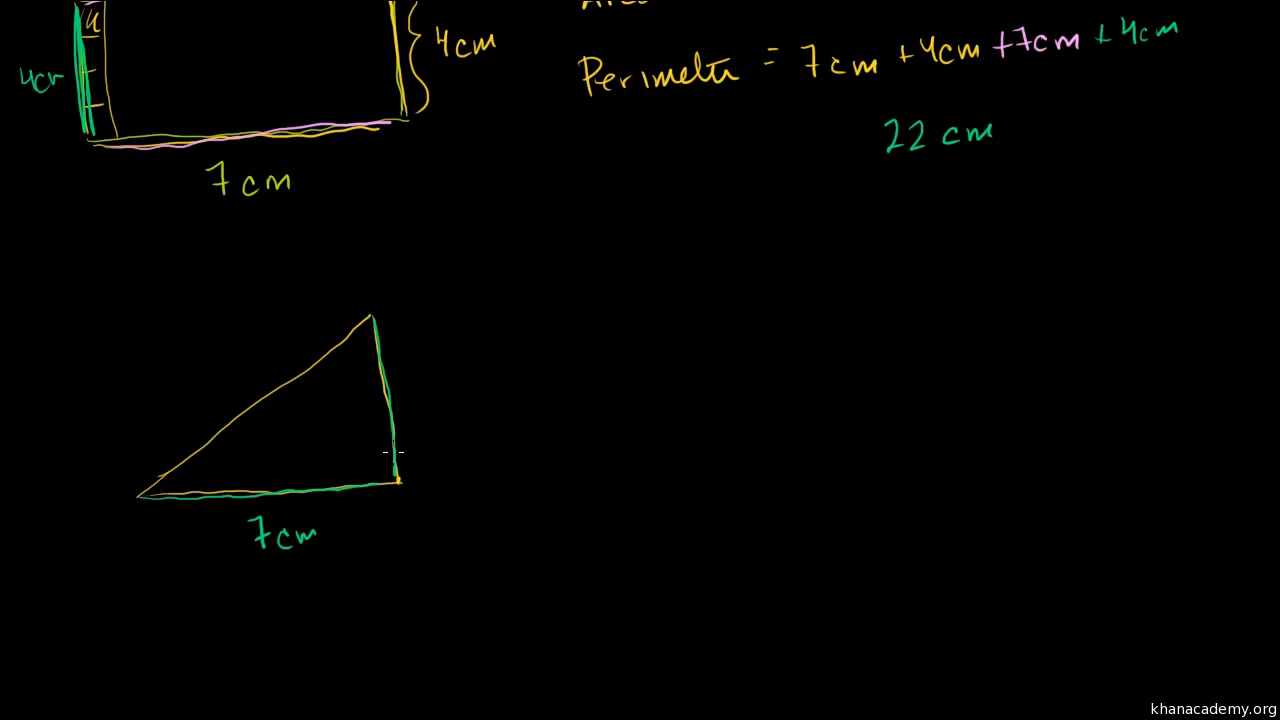 4cm
Perimeter = 7cm +4cm +7cm +4cm
4cm
22 cm
7cm
7cm
khanacademy.org